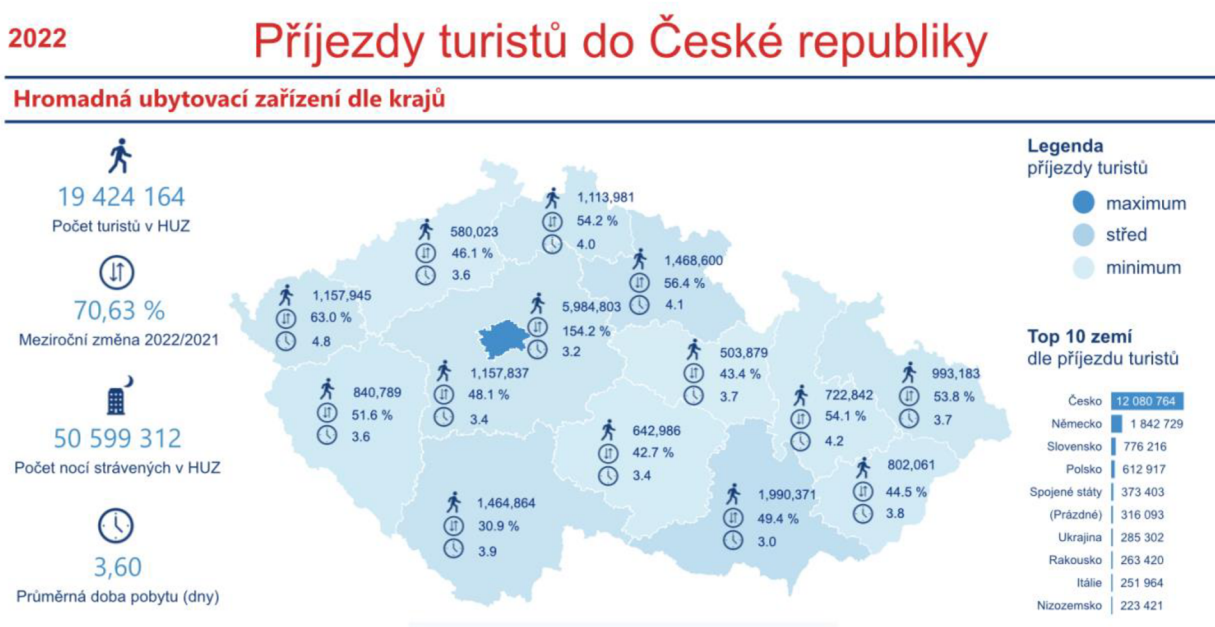 2022
Příjezdy turistů do České republiky
Hromadná ubytovací zařízení dle krajů
19 424 164
Počet turistů v HUZ
70,63 %
Meziroční změna 2022/2021
50 599 312
Počet nocí strávených v HUZ
3,60
Průměrná doba pobytu (dny)
1,113,981
54.2 %
4.0
580,023
46.1 %
3.6
1,468,600
56.4 %
4.1
1,157,945
63.0 %
4.8
5,984,803
154.2 %
3.2
503,879
43.4 %
3.7
1,157,837
48.1 %
3.4
993,183
53.8 %
3.7
840,789
51.6 %
3.6
722,842
54.1 %
4.2
642,986
42.7 %
3.4
802,061
44.5 %
3.8
1,464,864
30.9 %
3.9
1,990,371
49.4 %
3.0
Legenda
příjezdy turistů
maximum
střed
minimum
Top 10 zemí
dle příjezdu turistů
Česko 12 080 764
Německo 1 842 729
Slovensko 776 216
Polsko 612 917
Spojené státy 373 403
(Prázdné) 316 093
Ukrajina 285 302
Rakousko 263 420
Itálie 251 964
Nizozemsko 223 421